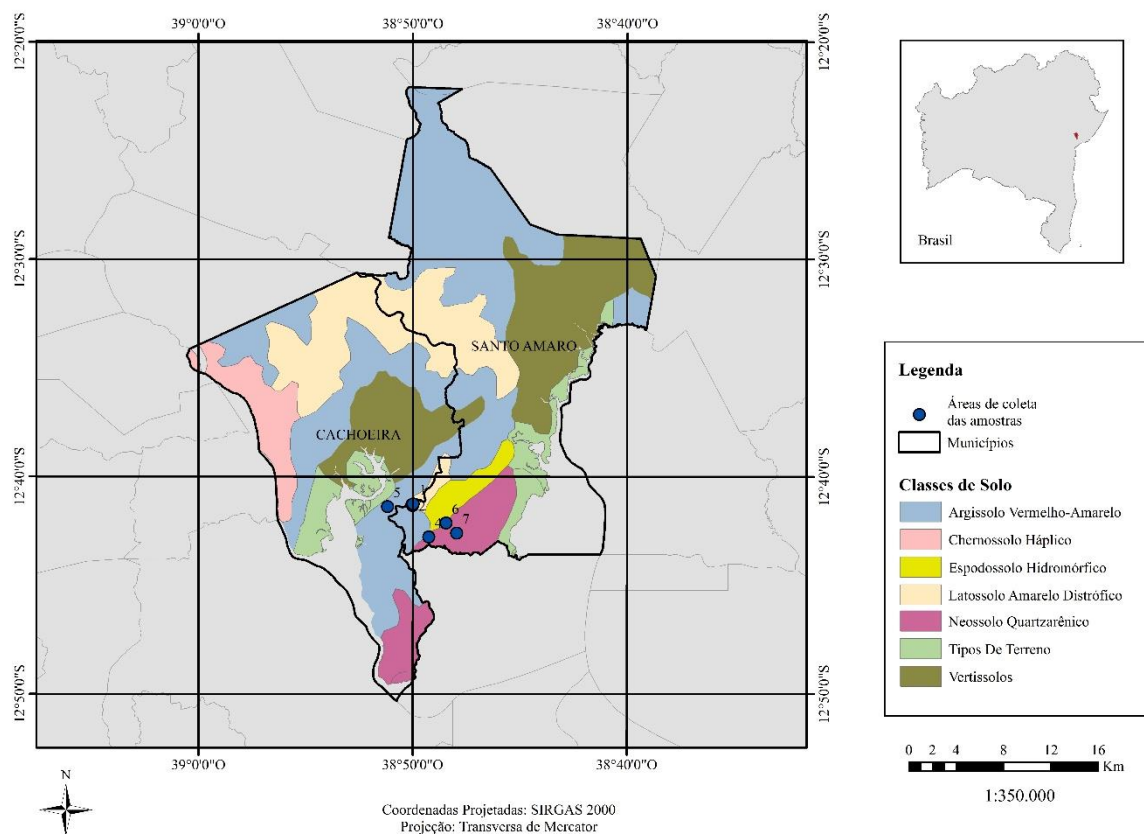 39°0'0"O
38°50'0"O
38°40'0"O
12°20'0"S
12°20'0"S
12°30'0"S
12°30'0"S
SANTO AMARO
CACHOEIRA
12°40'0"S
12°40'0"S
5
1
2
6
4
7
12°50'0"S
12°50'0"S
39°0'0"O
38°50'0"O
38°40'0"O
N
Coordenadas Projetadas: SIRGAS 2000
Projeção: Transversa de Mercator
Brasil
Legenda
Áreas de coleta
das amostras
Municípios
Classes de Solo
Argissolo Vermelho-Amarelo
Chernossolo Háplico
Espodossolo Hidromórfico
Latossolo Amarelo Distrófico
Neossolo Quartzarênico
Tipos De Terreno
Vertissolos
0 2 4 8 12 16
Km
1:350.000